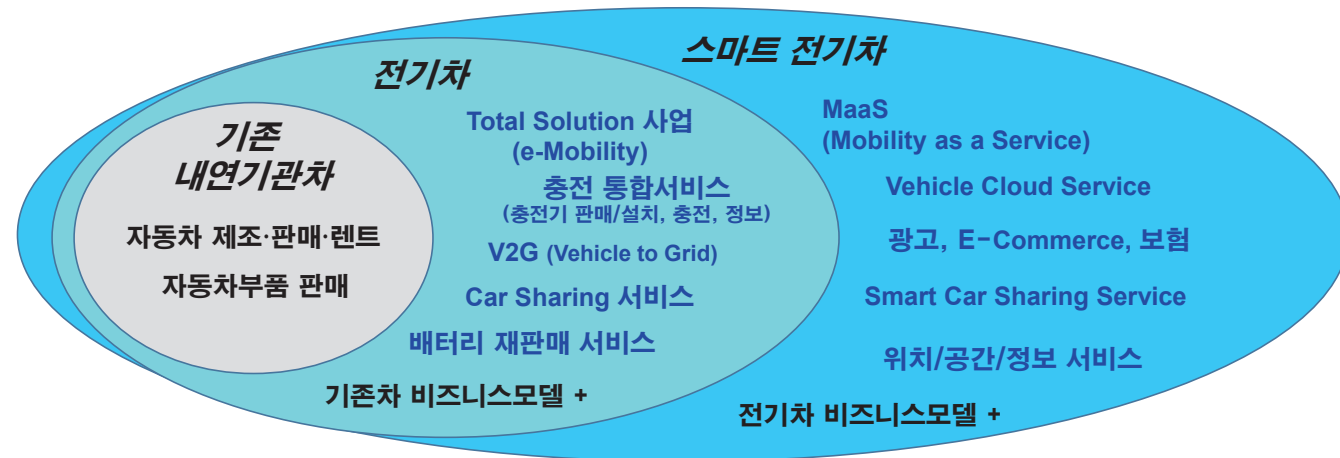 스마트 전기차
전기차
기존
내연기관차
자동차 제조·판매·렌트
자동차부품 판매
Total Solution 사업
(e-Mobility)
충전 통합서비스
(충전기 판매/설치, 충전, 정보)
V2G (Vehicle to Grid)
Car Sharing 서비스
배터리 재판매 서비스
기존차 비즈니스모델 +
MaaS
(Mobility as a Service)
Vehicle Cloud Service
광고, E-Commerce, 보험
Smart Car Sharing Service
위치/공간/정보 서비스
전기차 비즈니스모델 +